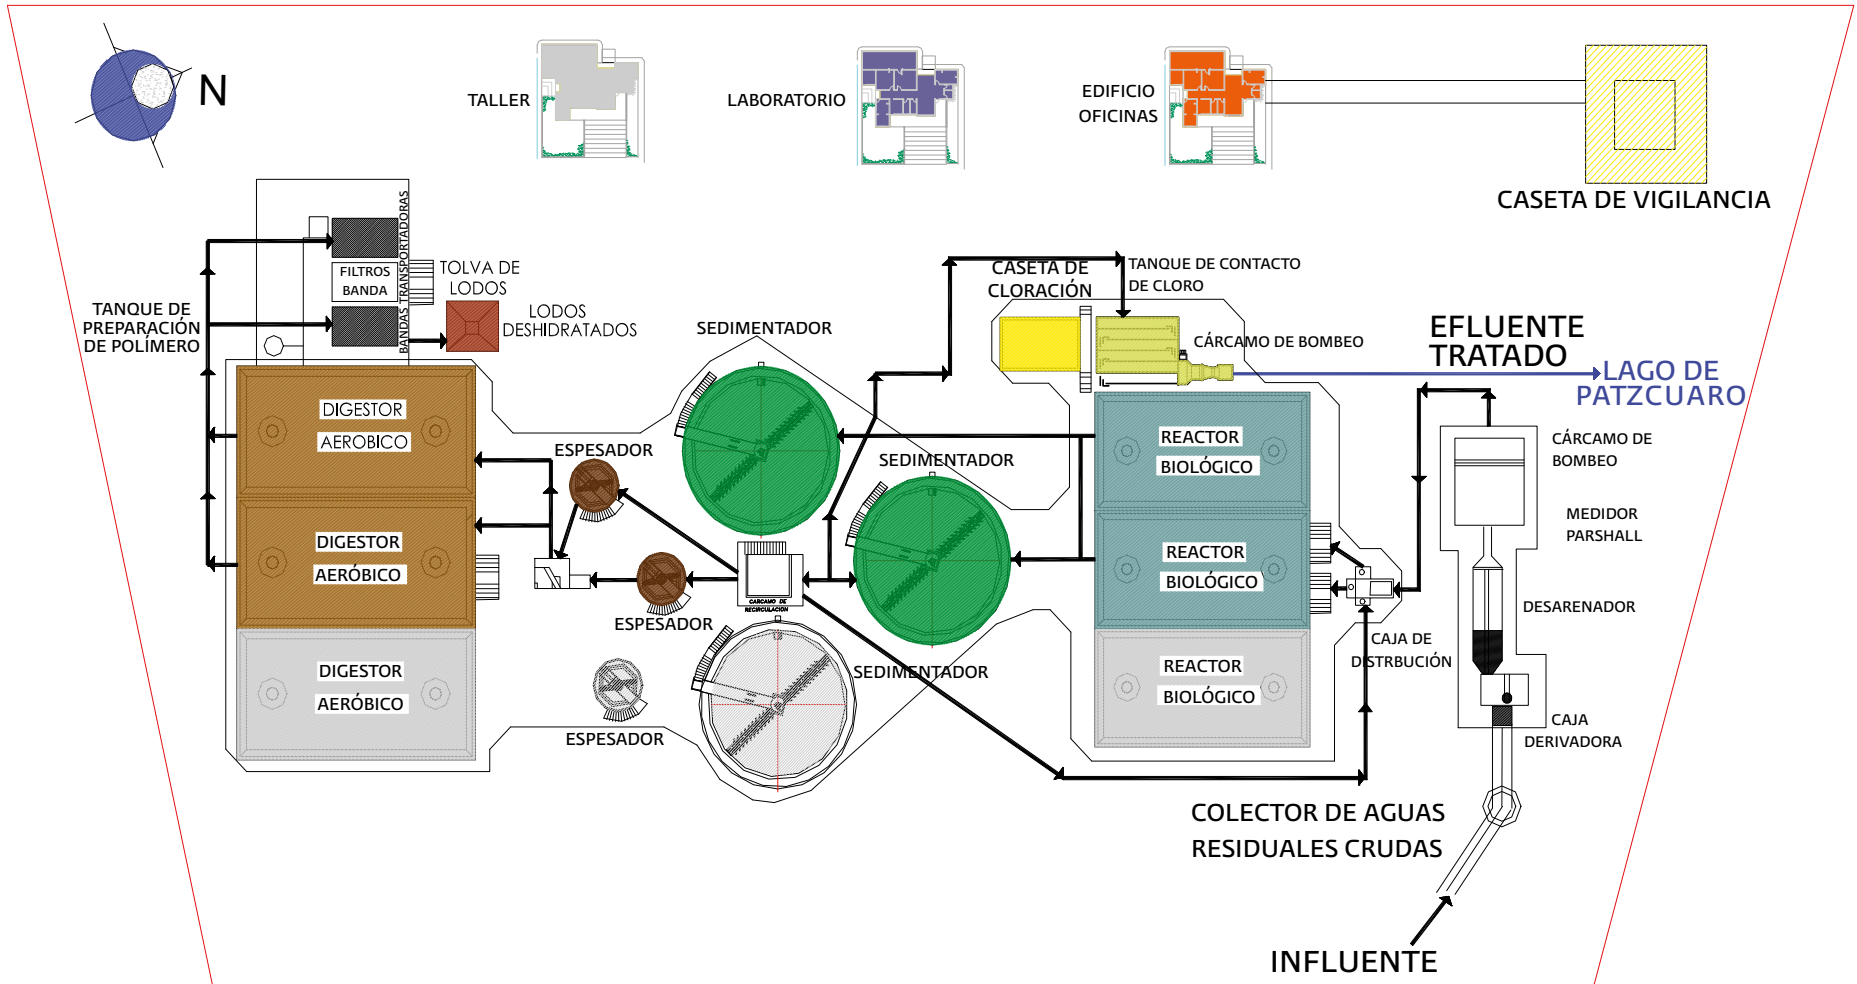 N
TALLER
LABORATORIO
EDIFICIO
OFICINAS
CASETA DE VIGILANCIA
BANDAS TRANSPORTADORAS
FILTROS
BANDA
TOLVA DE
LODOS
LODOS
DESHIDRATADOS
TANQUE DE
PREPARACIÓN
DE POLÍMERO
SEDIMENTADOR
CASETA DE
CLORACIÓN
TANQUE DE CONTACTO
DE CLORO
CÁRCAMO DE BOMBEO
EFLUENTE
TRATADO
LAGO DE
PATZCUARO
DIGESTOR
AEROBICO
ESPESADOR
SEDIMENTADOR
REACTOR
BIOLÓGICO
CÁRCAMO DE
BOMBEO
MEDIDOR
PARSHALL
DIGESTOR
AERÓBICO
REACTOR
BIOLÓGICO
CARCAMO DE
RECIRCULACION
ESPESADOR
DESARENADOR
CAJA DE
DISTRBUCIÓN
DIGESTOR
AERÓBICO
SEDIMENTADOR
REACTOR
BIOLÓGICO
ESPESADOR
CAJA
DERIVADORA
COLECTOR DE AGUAS
RESIDUALES CRUDAS
INFLUENTE